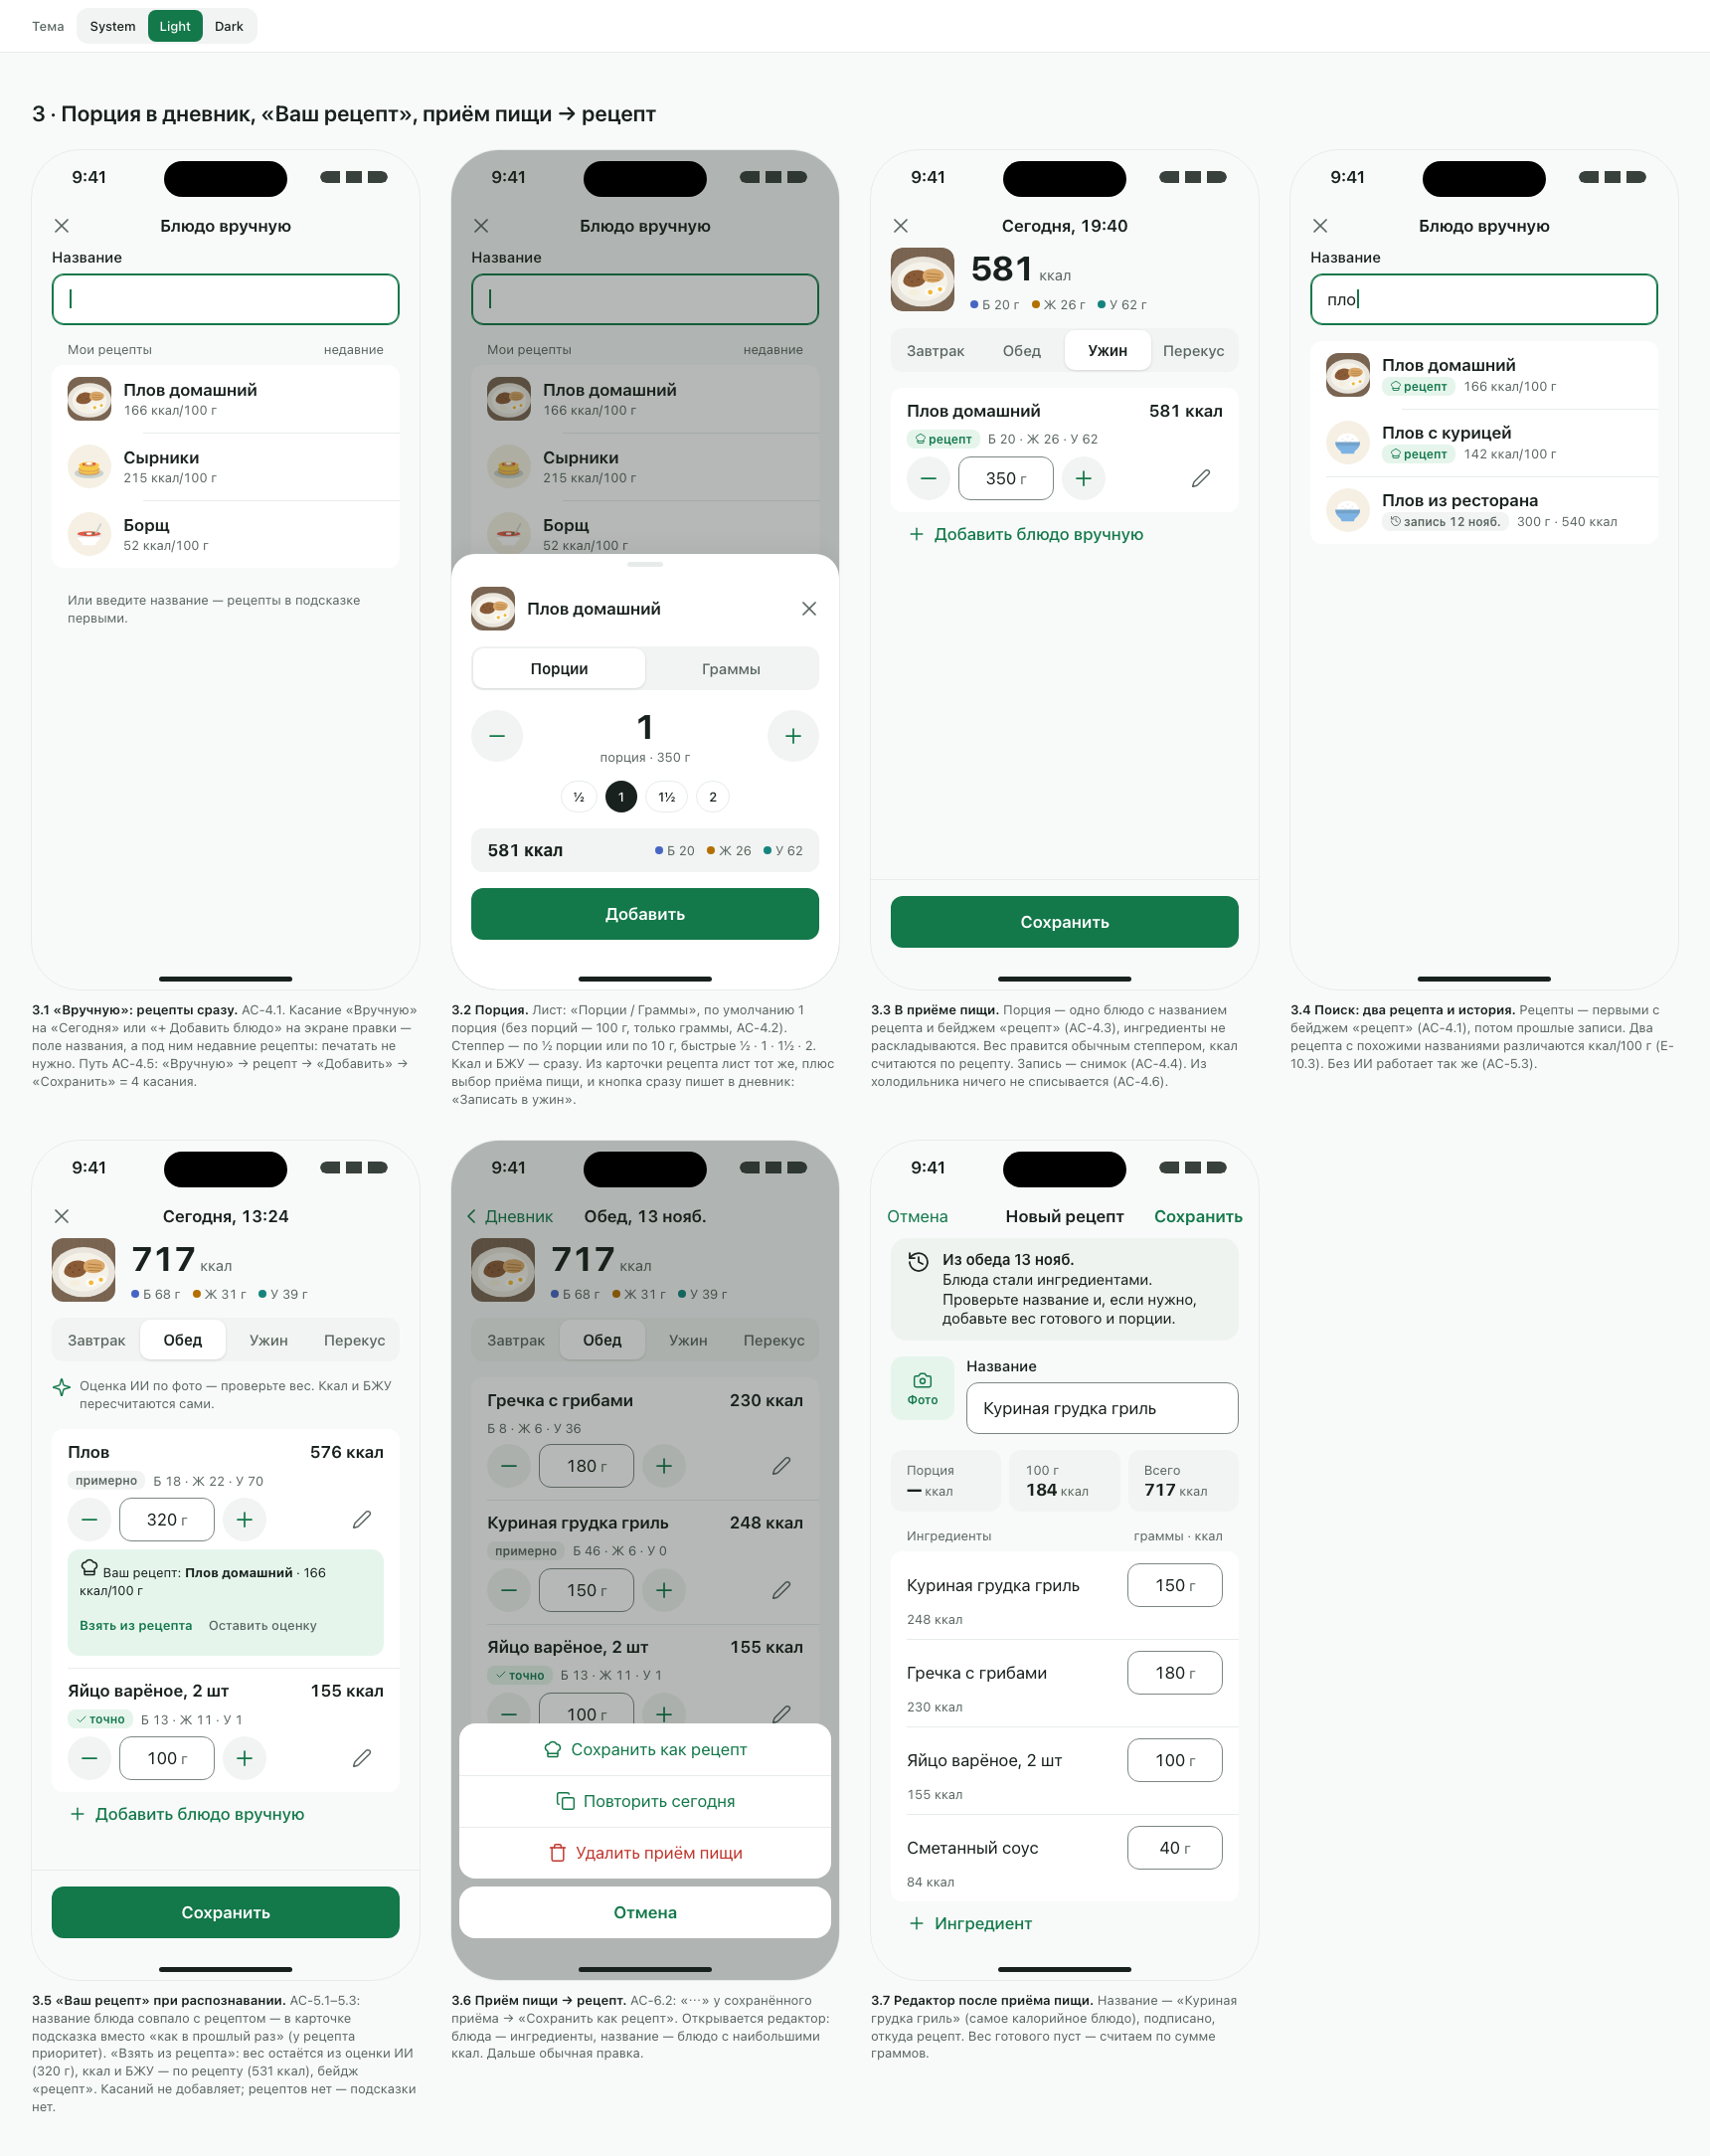 Тема System Light Dark
3 · Порция в дневник, «Ваш рецепт», приём пищи → рецепт
9:41
Блюдо вручную
Название
Мои рецепты недавние
Плов домашний
166 ккал/100 г
Сырники
215 ккал/100 г
Борщ
52 ккал/100 г
Или введите название — рецепты в подсказке
первыми.
3.1 «Вручную»: рецепты сразу. АС-4.1. Касание «Вручную»
на «Сегодня» или «+ Добавить блюдо» на экране правки —
поле названия, а под ним недавние рецепты: печатать не
нужно. Путь АС-4.5: «Вручную» → рецепт → «Добавить» →
«Сохранить» = 4 касания.
9:41
Блюдо вручную
Название
Мои рецепты недавние
Плов домашний
166 ккал/100 г
Сырники
215 ккал/100 г
Борщ
52 ккал/100 г
Плов домашний
Порции Граммы
1
порция · 350 г
½ 1 1½ 2
581 ккал Б 20 Ж 26 У 62
Добавить
3.2 Порция. Лист: «Порции / Граммы», по умолчанию 1
порция (без порций — 100 г, только граммы, АС-4.2).
Степпер — по ½ порции или по 10 г, быстрые ½ · 1 · 1½ · 2.
Ккал и БЖУ — сразу. Из карточки рецепта лист тот же, плюс
выбор приёма пищи, и кнопка сразу пишет в дневник:
«Записать в ужин».
9:41
Сегодня, 19:40
581 ккал
Б 20 г Ж 26 г У 62 г
Завтрак Обед Ужин Перекус
Плов домашний 581 ккал
рецепт Б 20 · Ж 26 · У 62
350 г
Добавить блюдо вручную
Сохранить
3.3 В приёме пищи. Порция — одно блюдо с названием
рецепта и бейджем «рецепт» (АС-4.3), ингредиенты не
раскладываются. Вес правится обычным степпером, ккал
считаются по рецепту. Запись — снимок (АС-4.4). Из
холодильника ничего не списывается (АС-4.6).
9:41
Блюдо вручную
Название
пло
Плов домашний
рецепт 166 ккал/100 г
Плов с курицей
рецепт 142 ккал/100 г
Плов из ресторана
запись 12 нояб. 300 г · 540 ккал
3.4 Поиск: два рецепта и история. Рецепты — первыми с
бейджем «рецепт» (АС-4.1), потом прошлые записи. Два
рецепта с похожими названиями различаются ккал/100 г (Е-
10.3). Без ИИ работает так же (АС-5.3).
9:41
Сегодня, 13:24
717 ккал
Б 68 г Ж 31 г У 39 г
Завтрак Обед Ужин Перекус
Оценка ИИ по фото — проверьте вес. Ккал и БЖУ
пересчитаются сами.
Плов 576 ккал
примерно Б 18 · Ж 22 · У 70
320 г
Ваш рецепт: Плов домашний · 166
ккал/100 г
Взять из рецепта Оставить оценку
Яйцо варёное, 2 шт 155 ккал
точно Б 13 · Ж 11 · У 1
100 г
Добавить блюдо вручную
Сохранить
3.5 «Ваш рецепт» при распознавании. АС-5.1–5.3:
название блюда совпало с рецептом — в карточке
подсказка вместо «как в прошлый раз» (у рецепта
приоритет). «Взять из рецепта»: вес остаётся из оценки ИИ
(320 г), ккал и БЖУ — по рецепту (531 ккал), бейдж
«рецепт». Касаний не добавляет; рецептов нет — подсказки
нет.
9:41
Дневник Обед, 13 нояб.
717 ккал
Б 68 г Ж 31 г У 39 г
Завтрак Обед Ужин Перекус
Гречка с грибами 230 ккал
Б 8 · Ж 6 · У 36
180 г
Куриная грудка гриль 248 ккал
примерно Б 46 · Ж 6 · У 0
150 г
Яйцо варёное, 2 шт 155 ккал
точно Б 13 · Ж 11 · У 1
100 г
Сохранить как рецепт
Повторить сегодня
Удалить приём пищи
Отмена
3.6 Приём пищи → рецепт. АС-6.2: «···» у сохранённого
приёма → «Сохранить как рецепт». Открывается редактор:
блюда — ингредиенты, название — блюдо с наибольшими
ккал. Дальше обычная правка.
9:41
Отмена Новый рецепт Сохранить
Из обеда 13 нояб.
Блюда стали ингредиентами.
Проверьте название и, если нужно,
добавьте вес готового и порции.
Фото
Название
Куриная грудка гриль
Порция 100 г Всего
— ккал 184 ккал 717 ккал
Ингредиенты граммы · ккал
Куриная грудка гриль 150 г
248 ккал
Гречка с грибами 180 г
230 ккал
Яйцо варёное, 2 шт 100 г
155 ккал
Сметанный соус 40 г
84 ккал
Ингредиент
3.7 Редактор после приёма пищи. Название — «Куриная
грудка гриль» (самое калорийное блюдо), подписано,
откуда рецепт. Вес готового пуст — считаем по сумме
граммов.